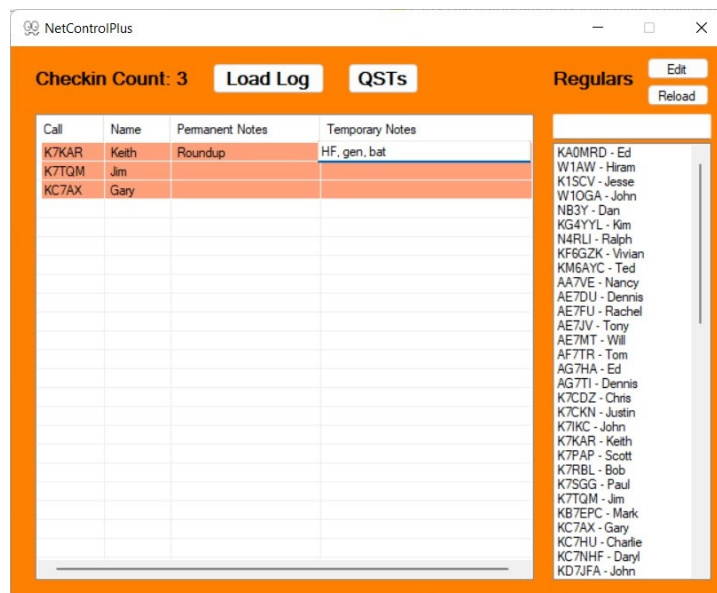 NetControlPlus
Checkin Count: 3 Load Log QSTs Regulars Edit
Reload
Call Name Permanent Notes Temporary Notes
K7KAR Keith Roundup HF, gen, bat
K7TQM Jim
KC7AX Gary
KA0MRD - Ed
W1AW - Hiram
K1SCV - Jesse
W1OGA - John
NB3Y - Dan
KG4YYL - Kim
N4RLI - Ralph
KF6GZK - Vivian
KM6AYC - Ted
AA7VE - Nancy
AE7DU - Dennis
AE7FU - Rachel
AE7JV - Tony
AE7MT - Will
AF7TR - Tom
AG7HA - Ed
AG7TI - Dennis
K7CDZ - Chris
K7CKN - Justin
K7IKC - John
K7KAR - Keith
K7PAP - Scott
K7RBL - Bob
K7SGG - Paul
K7TQM - Jim
KB7EPC - Mark
KC7AX - Gary
KC7HU - Charlie
KC7NHF - Daryl
KD7JFA - John